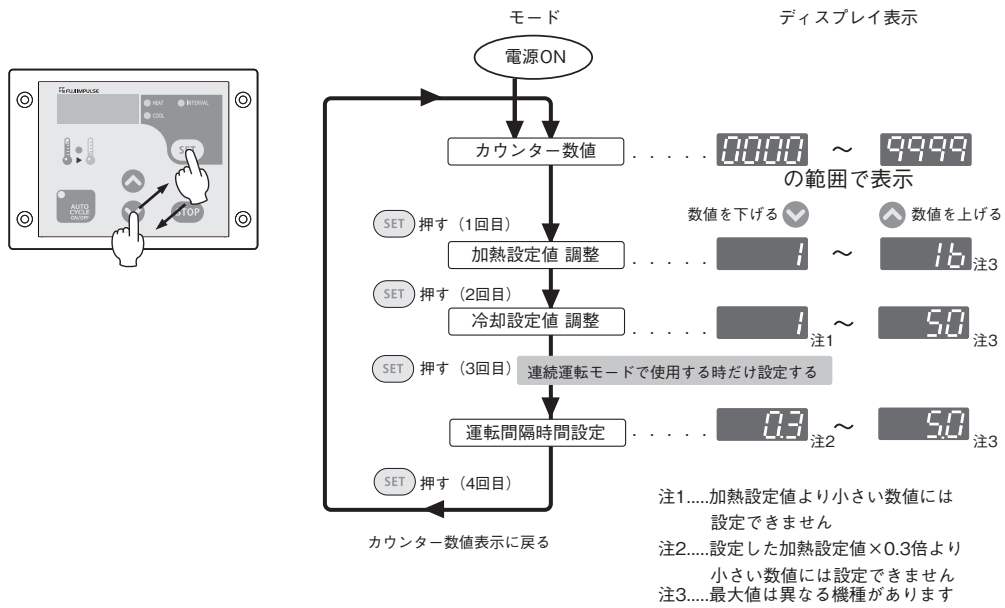 モード
ディスプレイ表示
電源ON
FUJIIMPULSE
HEAT
INTERVAL
COOL
SET
AUTO
CYCLE
ON/OFF
STOP
カウンター数値 . . . . . 0000 ～ 9999
の範囲で表示
数値を下げる
数値を上げる
SET 押す（1回目）
加熱設定値 調整 . . . . . 1 ～ 16 注3
SET 押す（2回目）
冷却設定値 調整 . . . . . 1 注1 ～ 50 注3
SET 押す（3回目）
連続運転モードで使用する時だけ設定する
運転間隔時間設定 . . . . . 0.3 注2 ～ 5.0 注3
SET 押す（4回目）
カウンター数値表示に戻る
注1.....加熱設定値より小さい数値には
設定できません
注2.....設定した加熱設定値×0.3倍より
小さい数値には設定できません
注3.....最大値は異なる機種があります